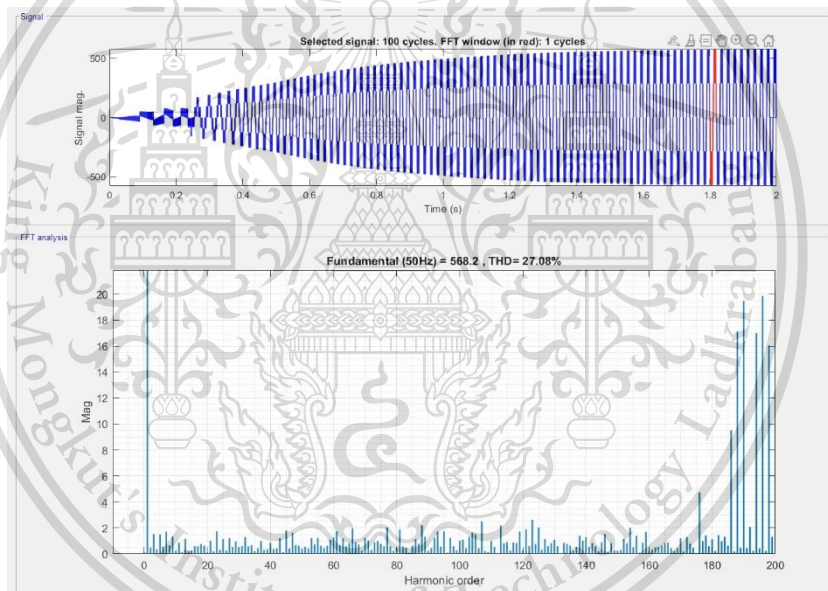 Signal
Selected signal: 100 cycles. FFT window (in red): 1 cycles
500
0
-500
Signal mag.
0 0.2 0.4 0.6 0.8 1 1.2 1.4 1.6 1.8 2
Time (s)
FFT analysis
Fundamental (50Hz) = 568.2 , THD= 27.08%
20
18
16
14
12
10
8
6
4
2
0
Mag
0 20 40 60 80 100 120 140 160 180 200
Harmonic order
King Mongkut's Institute of Technology Ladkrabang